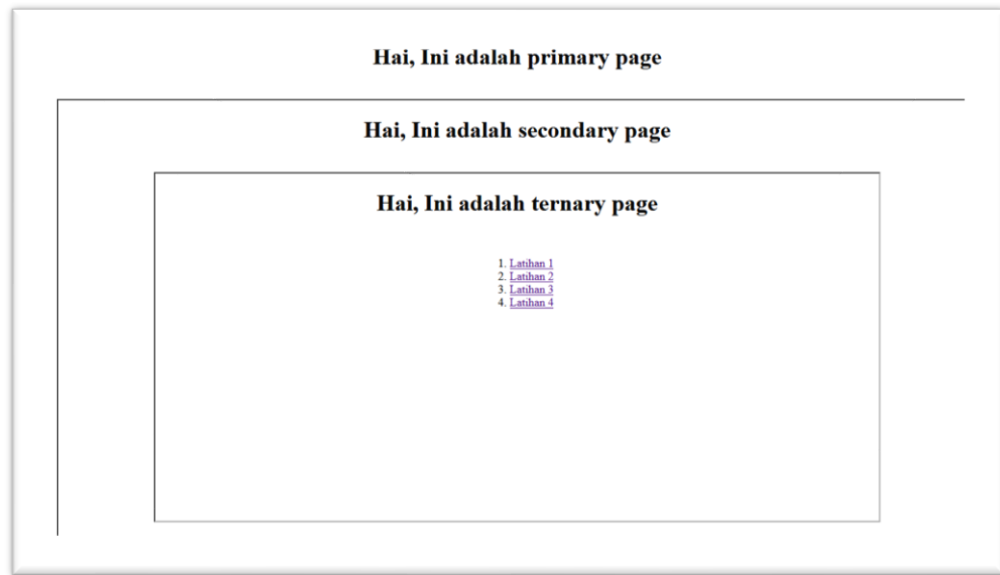 Hai, Ini adalah primary page
Hai, Ini adalah secondary page
Hai, Ini adalah ternary page
1. Latihan 1
2. Latihan 2
3. Latihan 3
4. Latihan 4